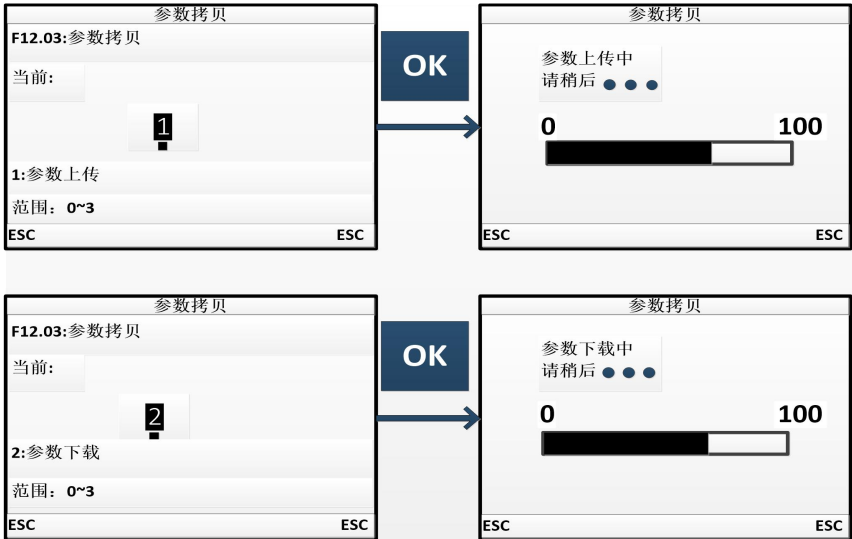 参数拷贝
F12.03:参数拷贝
当前:
1
1:参数上传
范围：0~3
ESC ESC
OK
参数拷贝
参数上传中
请稍后
0 100
ESC ESC
参数拷贝
F12.03:参数拷贝
当前:
2
2:参数下载
范围：0~3
ESC ESC
OK
参数拷贝
参数下载中
请稍后
0 100
ESC ESC